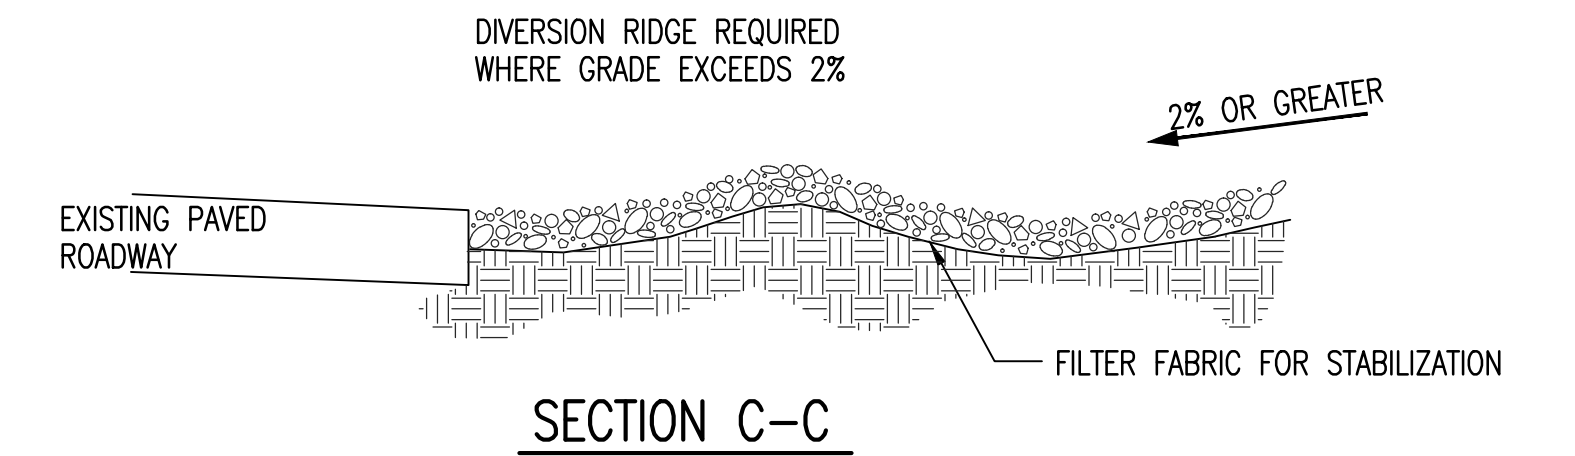 DIVERSION RIDGE REQUIRED
WHERE GRADE EXCEEDS 2%
2% OR GREATER
EXISTING PAVED
ROADWAY
FILTER FABRIC FOR STABILIZATION
SECTION C-C